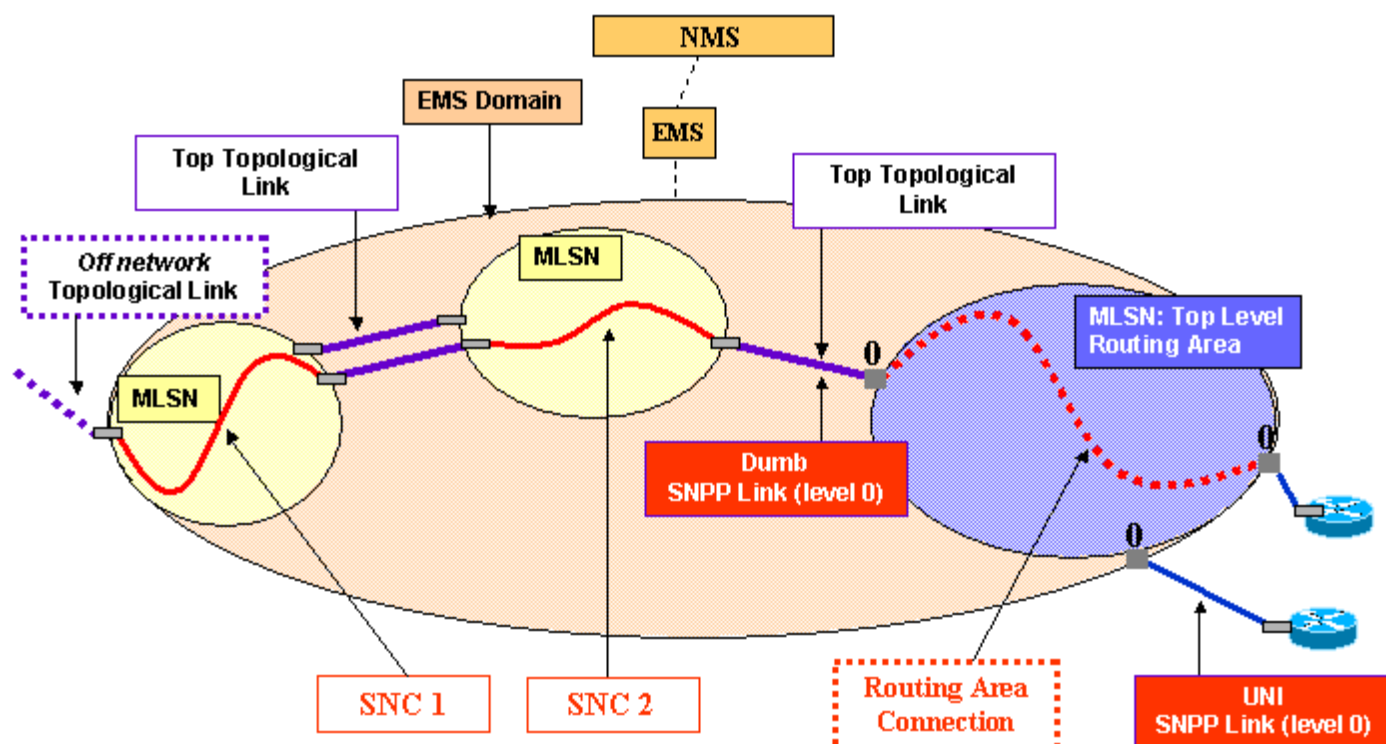 NMS
EMS Domain
EMS
Top Topological
Link
Top Topological
Link
Off network
Topological Link
MLSN
MLSN: Top Level
Routing Area
0
MLSN
0
Dumb
SNPP Link (level 0)
0
SNC 1
SNC 2
Routing Area
Connection
UNI
SNPP Link (level 0)